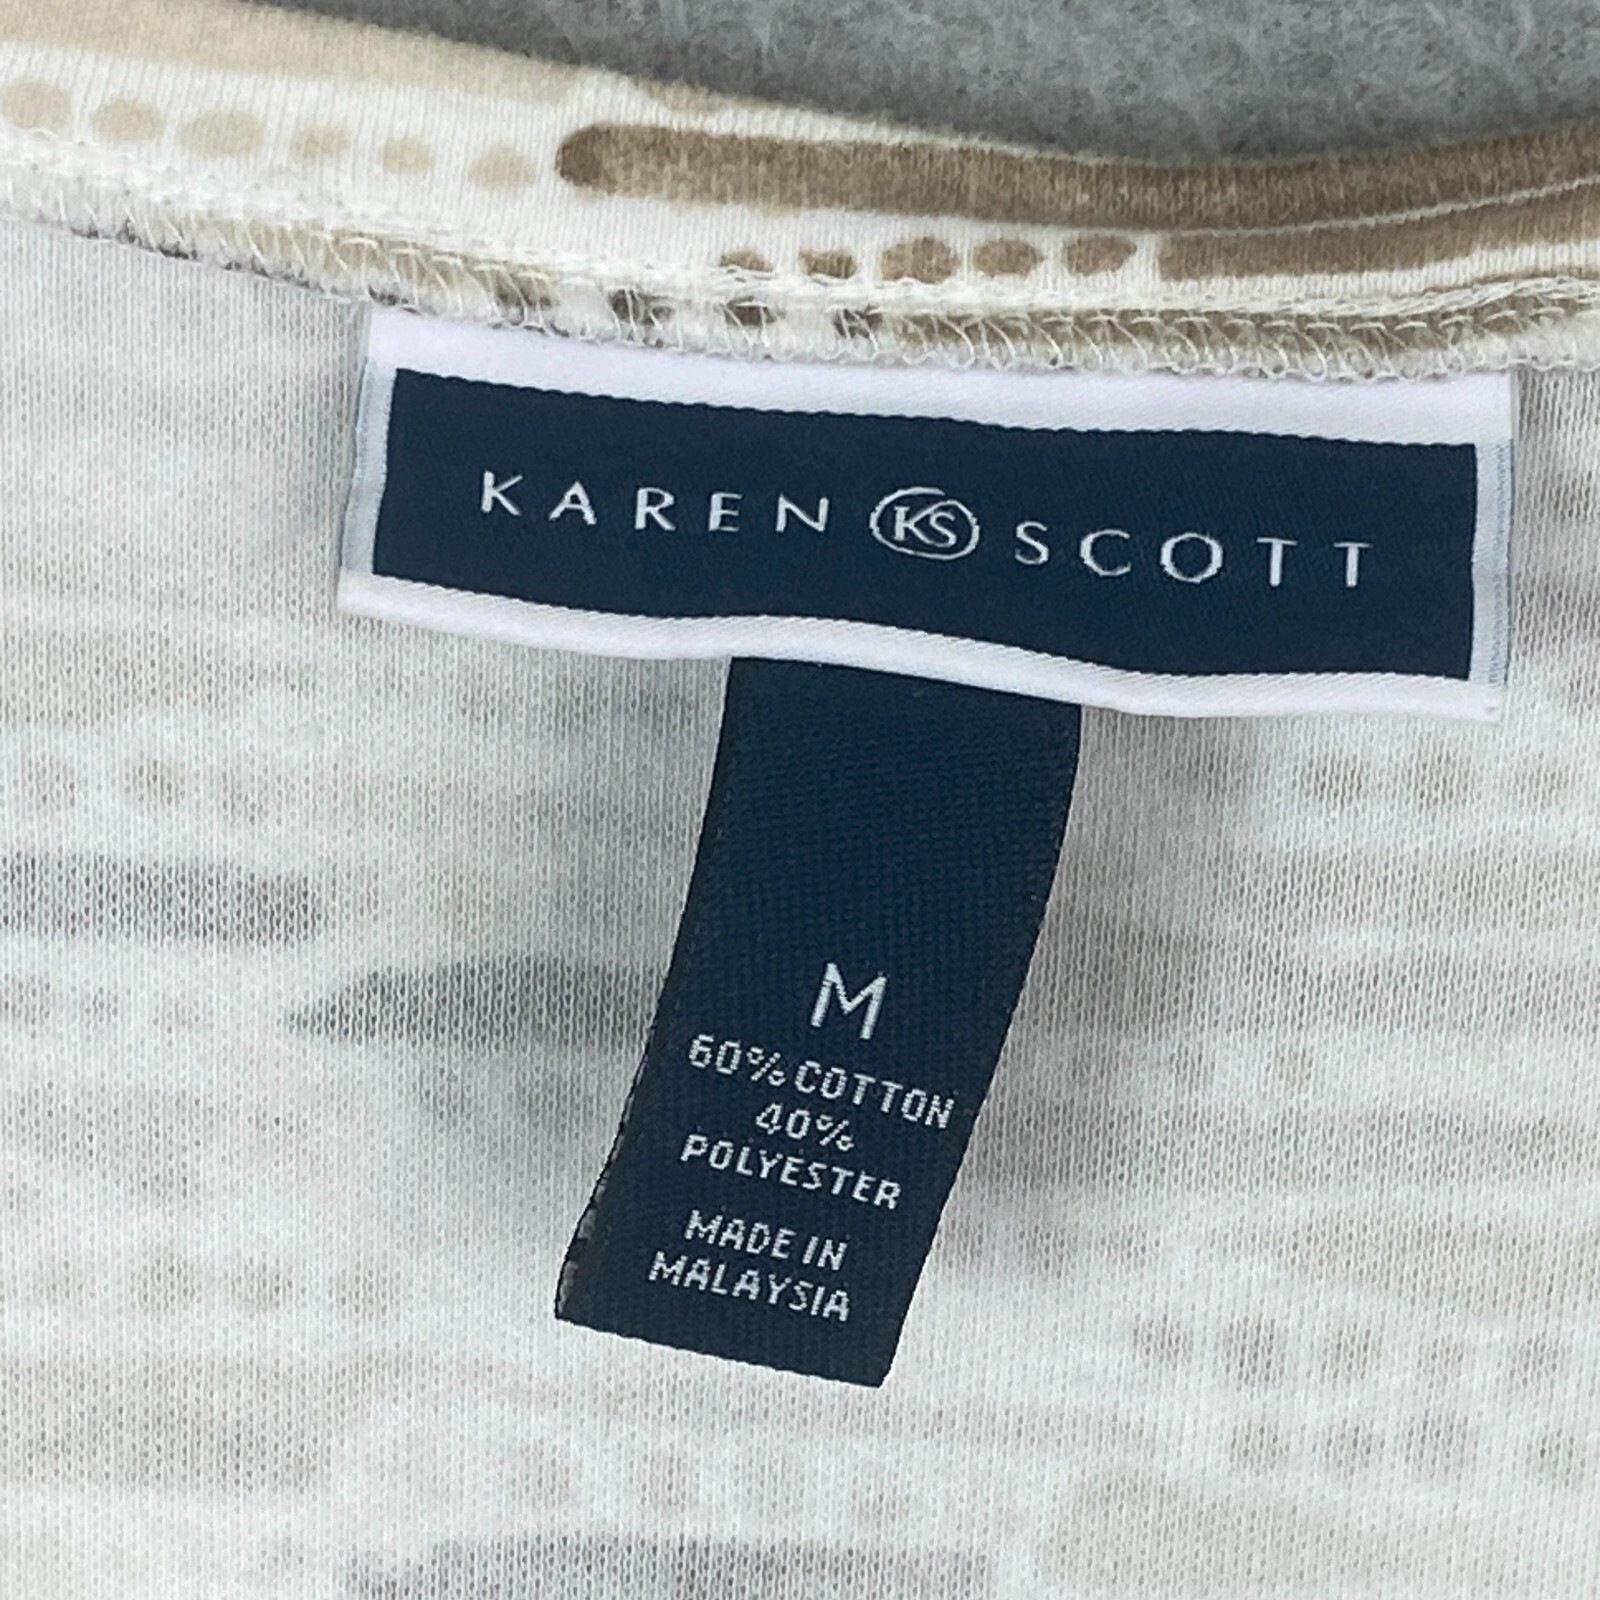 KAREN KS SCOTT
M
60% COTTON
40%
POLYESTER
MADE IN
MALAYSIA